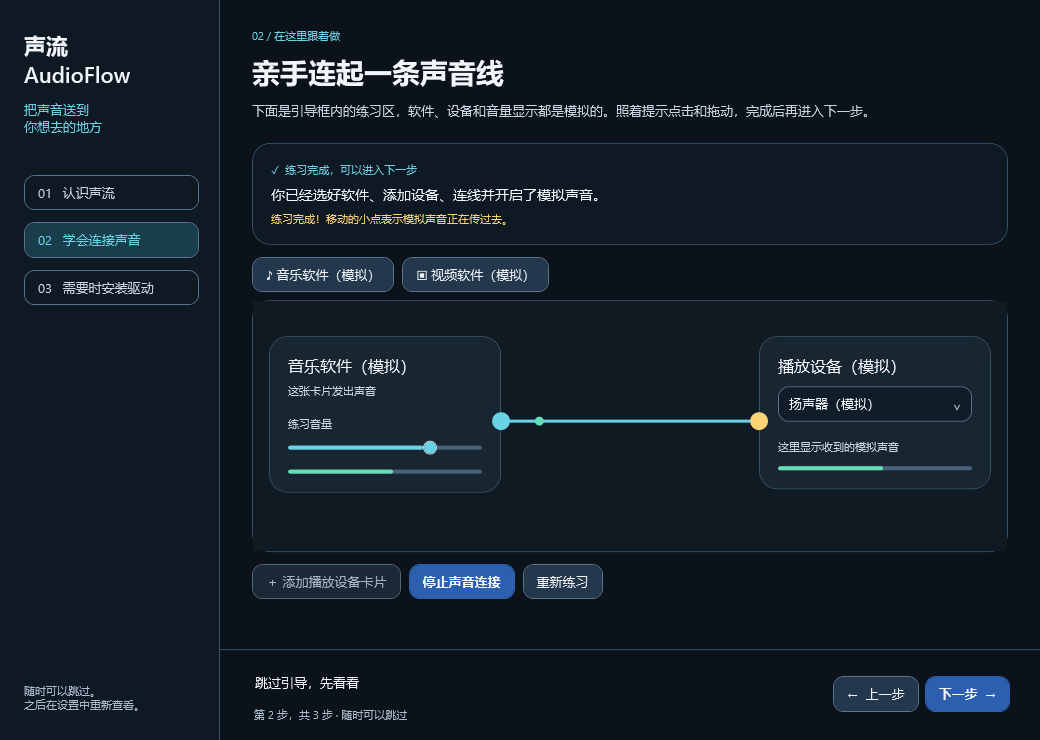 声流
AudioFlow
把声音送到
你想去的地方
01 认识声流
02 学会连接声音
03 需要时安装驱动
随时可以跳过。
之后在设置中重新查看。
02 / 在这里跟着做
亲手连起一条声音线
下面是引导框内的练习区，软件、设备和音量显示都是模拟的。照着提示点击和拖动，完成后再进入下一步。
✓ 练习完成，可以进入下一步
你已经选好软件、添加设备、连线并开启了模拟声音。
练习完成！移动的小点表示模拟声音正在传过去。
♪ 音乐软件（模拟）
▣ 视频软件（模拟）
音乐软件（模拟）
这张卡片发出声音
练习音量
播放设备（模拟）
扬声器（模拟）
这里显示收到的模拟声音
+ 添加播放设备卡片
停止声音连接
重新练习
跳过引导，先看看
第 2 步，共 3 步 · 随时可以跳过
← 上一步
下一步 →